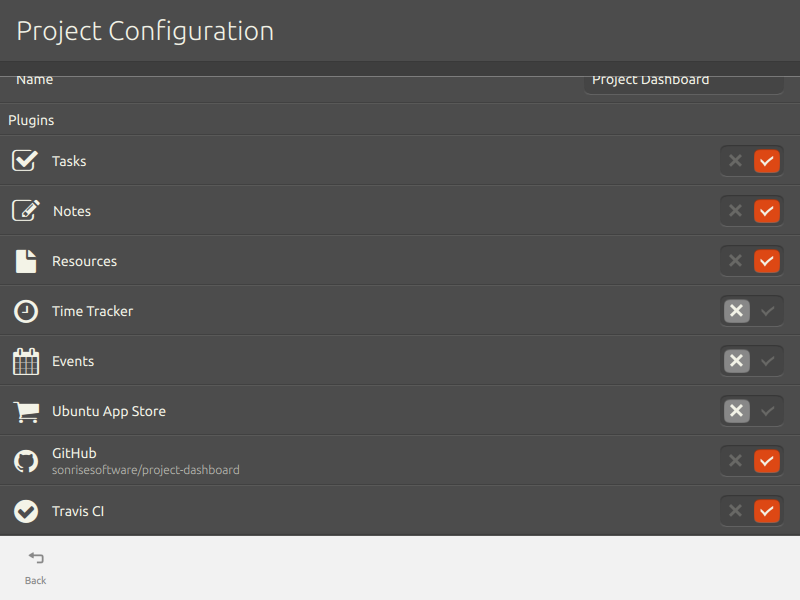 Project Configuration
Name
Project Dashboard
Plugins
Tasks
Notes
Resources
Time Tracker
Events
Ubuntu App Store
GitHub
sonrisesoftware/project-dashboard
Travis CI
Back